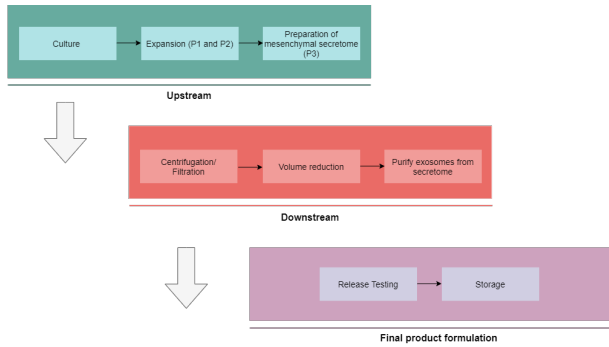 Culture
Expansion (P1 and P2)
Preparation of
mesenchymal secretome
(P3)
Upstream
Centrifugation/
Filtration
Volume reduction
Purify exosomes from
secretome
Downstream
Release Testing
Storage
Final product formulation